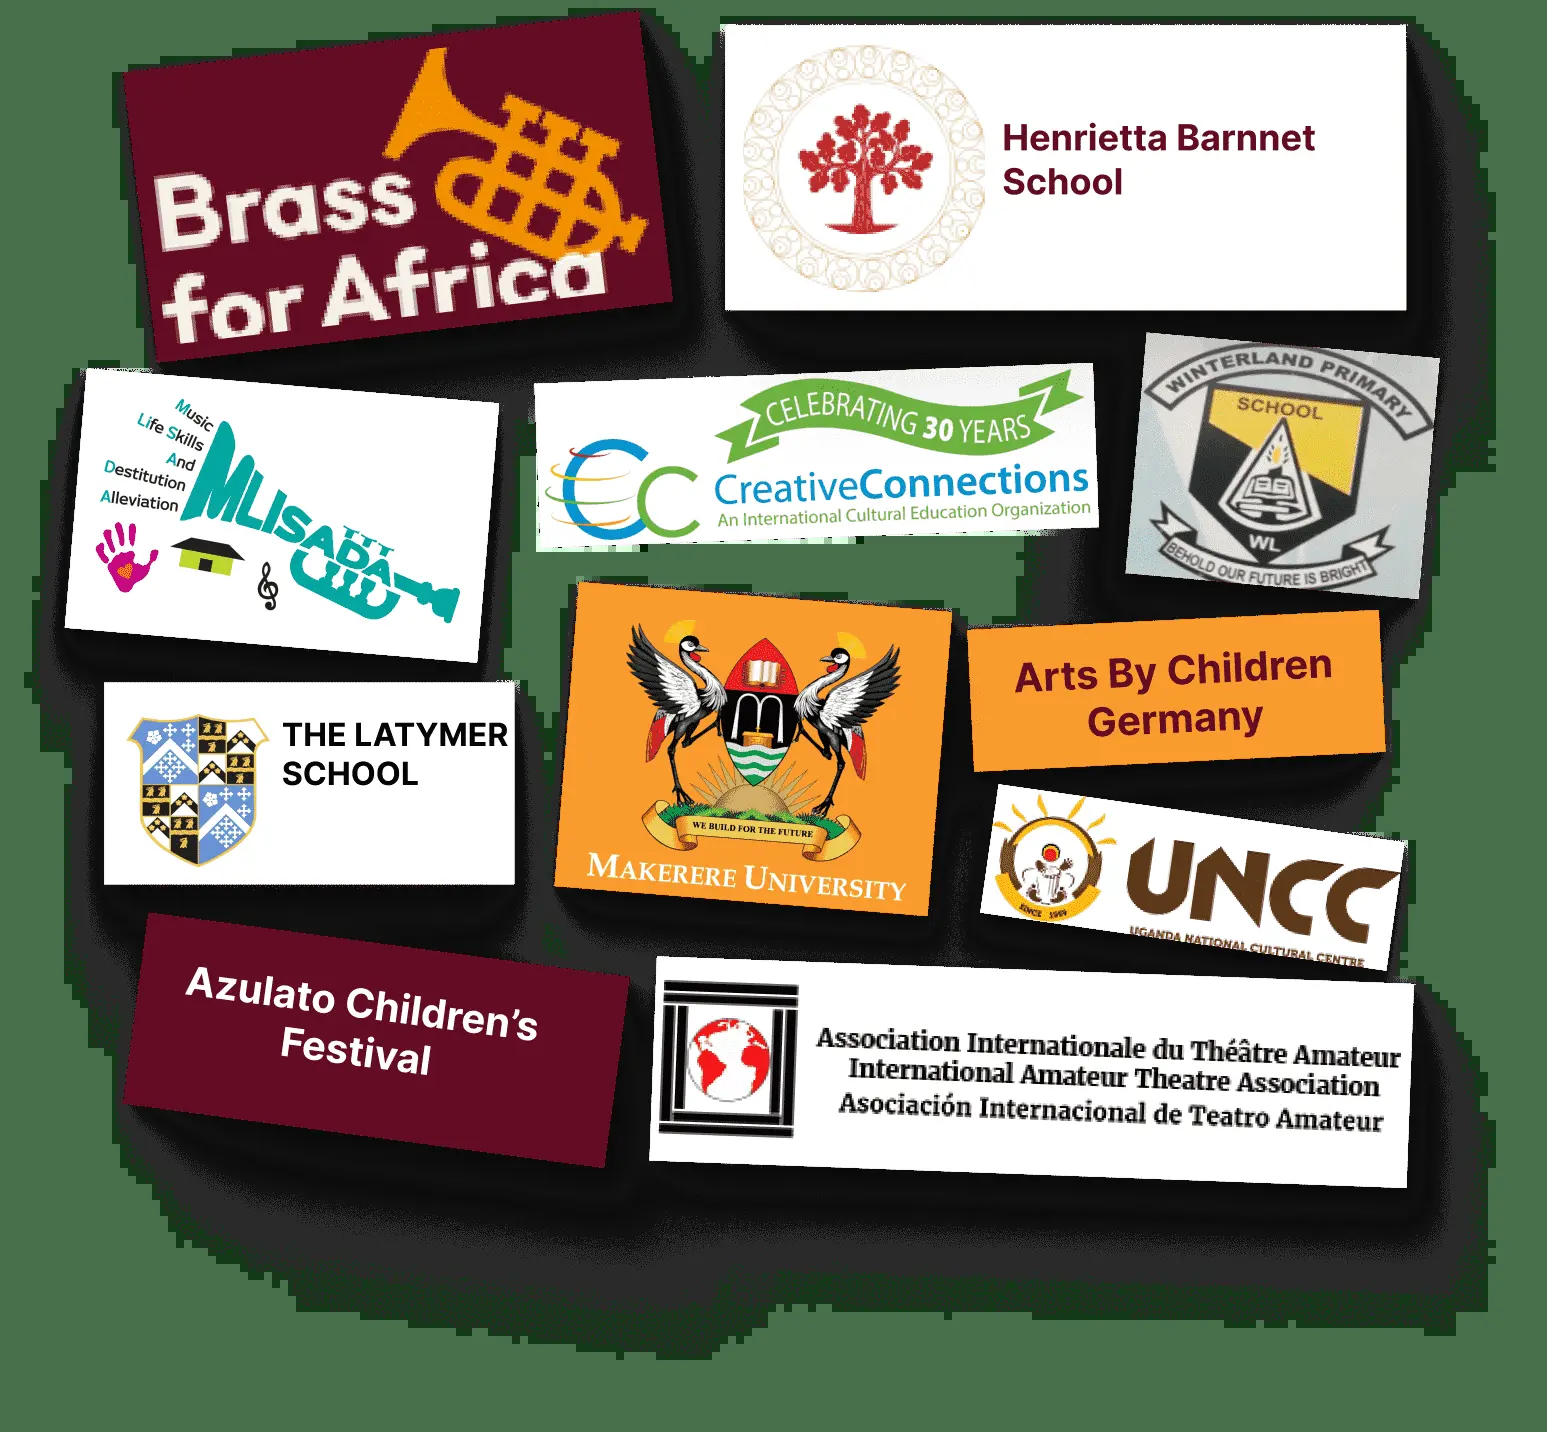 Brass
for Africa
Henrietta Barnnet
School
Music
Life Skills
And
Destitution
Alleviation
MLISADA
CELEBRATING 30 YEARS
CreativeConnections
An International Cultural Education Organization
WINTERLAND PRIMARY
SCHOOL
WL
BEHOLD OUR FUTURE IS BRIGHT
THE LATYMER
SCHOOL
WE BUILD FOR THE FUTURE
MAKERERE UNIVERSITY
Arts By Children
Germany
SINCE 1959
UNCC
UGANDA NATIONAL CULTURAL CENTRE
Azulato Children’s
Festival
Association Internationale du Théâtre Amateur
International Amateur Theatre Association
Asociación Internacional de Teatro Amateur